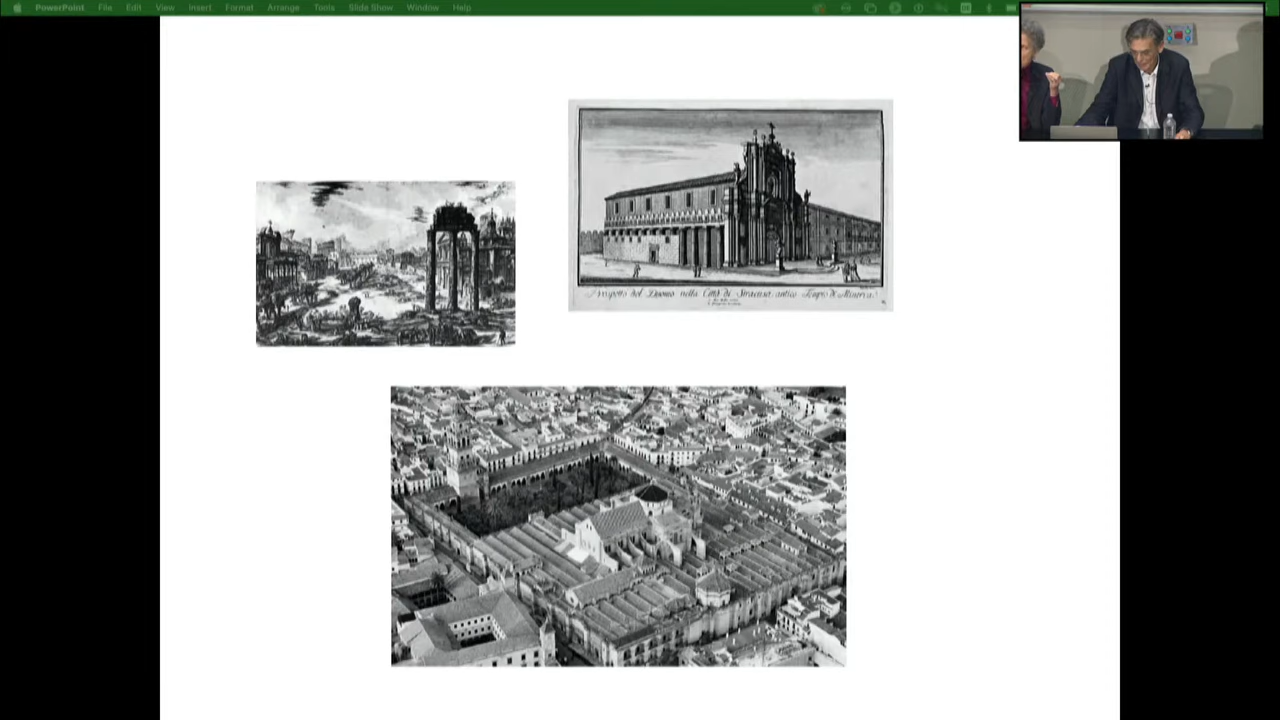 PowerPoint File Edit View Insert Format Arrange Tools Slide Show Window Help
Prospetto del Duomo nella Città di Siracusa antico Tempio di Minerva